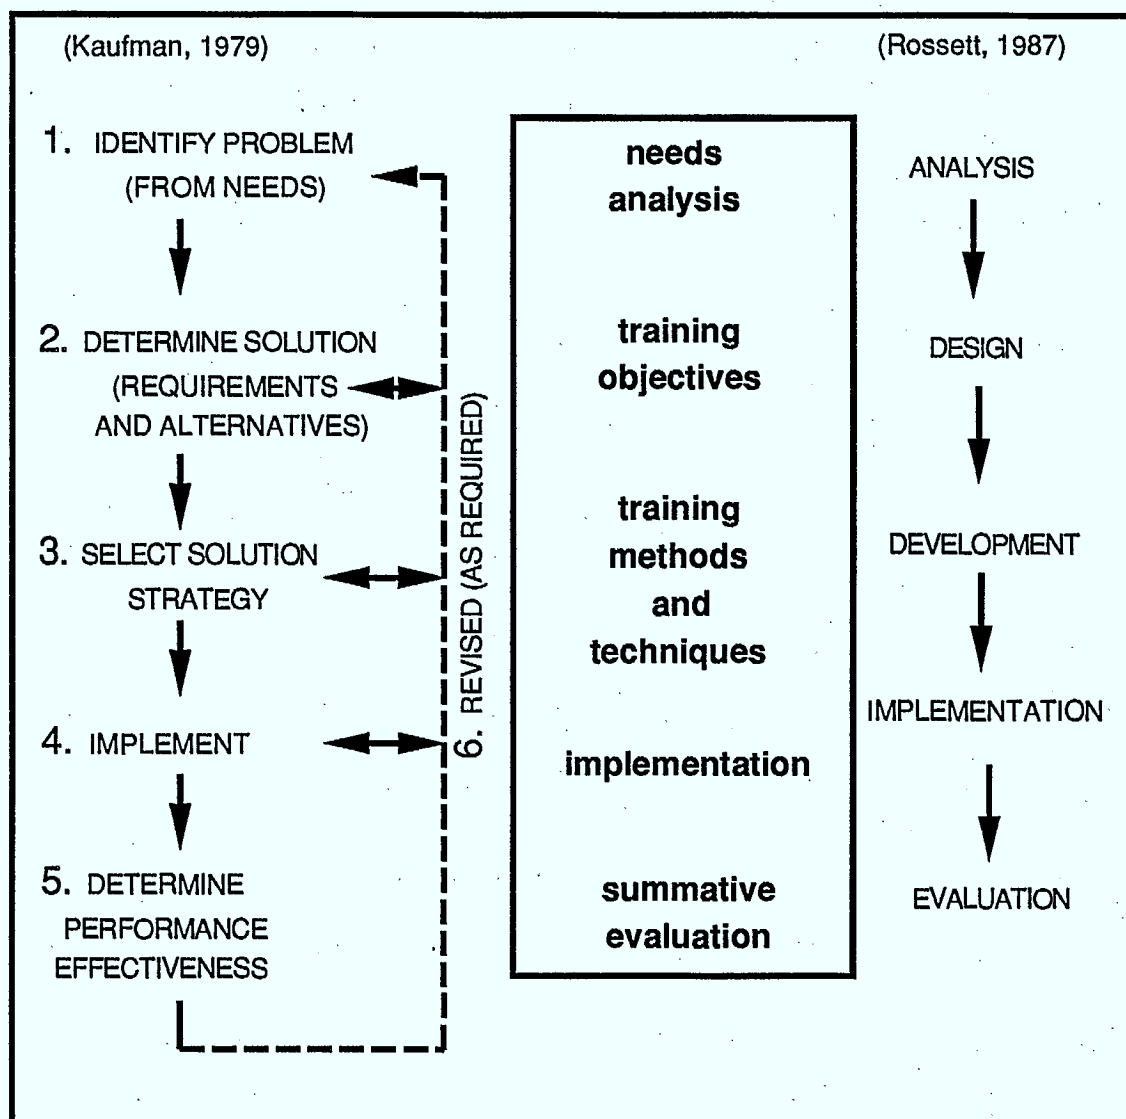 (Kaufman, 1979)
1. IDENTIFY PROBLEM
(FROM NEEDS)
2. DETERMINE SOLUTION
(REQUIREMENTS
AND ALTERNATIVES)
3. SELECT SOLUTION
STRATEGY
4. IMPLEMENT
5. DETERMINE
PERFORMANCE
EFFECTIVENESS
6. REVISED (AS REQUIRED)
needs
analysis
training
objectives
training
methods
and
techniques
implementation
summative
evaluation
(Rossett, 1987)
ANALYSIS
DESIGN
DEVELOPMENT
IMPLEMENTATION
EVALUATION